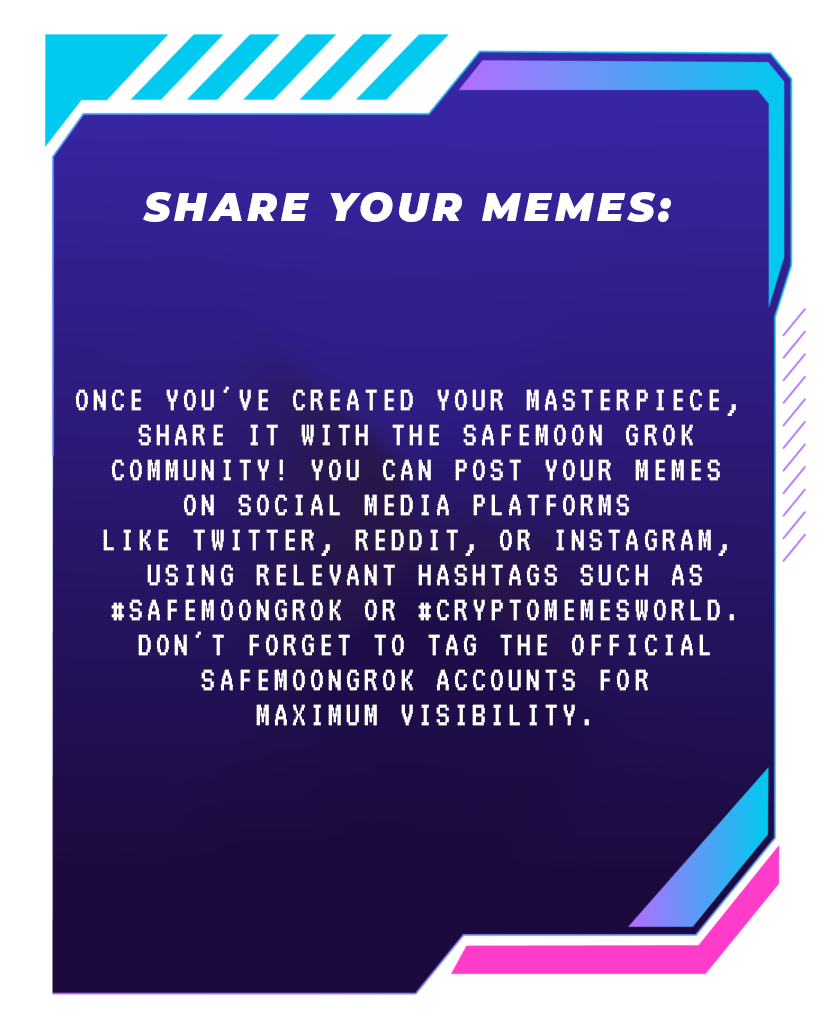 SHARE YOUR MEMES:
ONCE YOU´VE CREATED YOUR MASTERPIECE,
SHARE IT WITH THE SAFEMOON GROK
COMMUNITY! YOU CAN POST YOUR MEMES
ON SOCIAL MEDIA PLATFORMS
LIKE TWITTER, REDDIT, OR INSTAGRAM,
USING RELEVANT HASHTAGS SUCH AS
#SAFEMOONGROK OR #CRYPTOMEMESWORLD.
DON´T FORGET TO TAG THE OFFICIAL
SAFEMOONGROK ACCOUNTS FOR
MAXIMUM VISIBILITY.